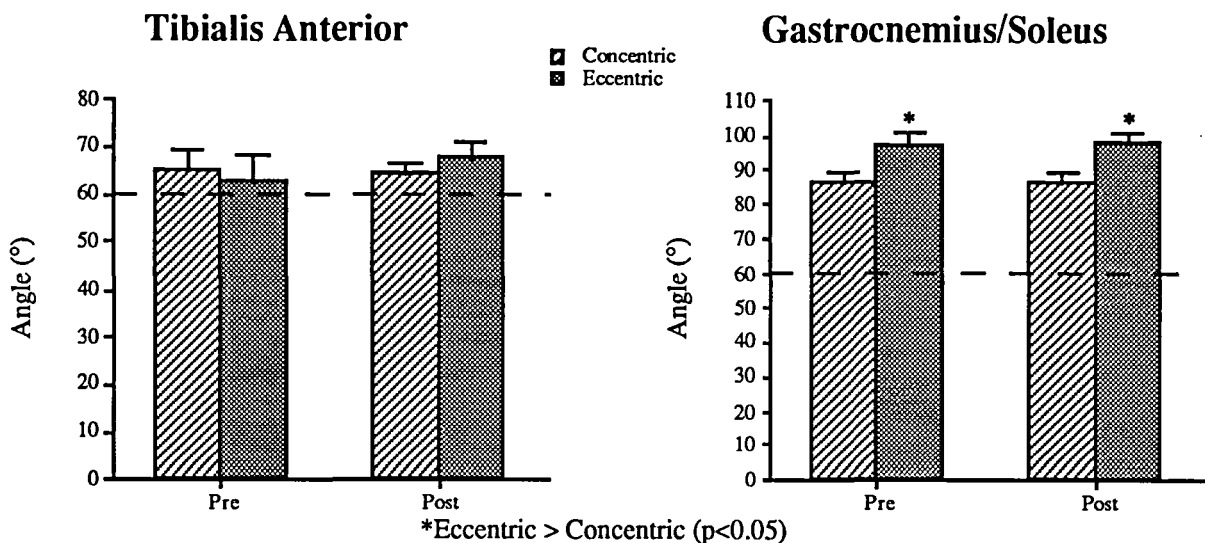 Tibialis Anterior
Gastrocnemius/Soleus
Concentric
Eccentric
80
70
60
50
40
30
20
10
0
Angle (°)
Pre
Post
110
100
90
80
70
60
50
40
30
20
10
0
Angle (°)
*
*
Pre
Post
*Eccentric > Concentric (p<0.05)